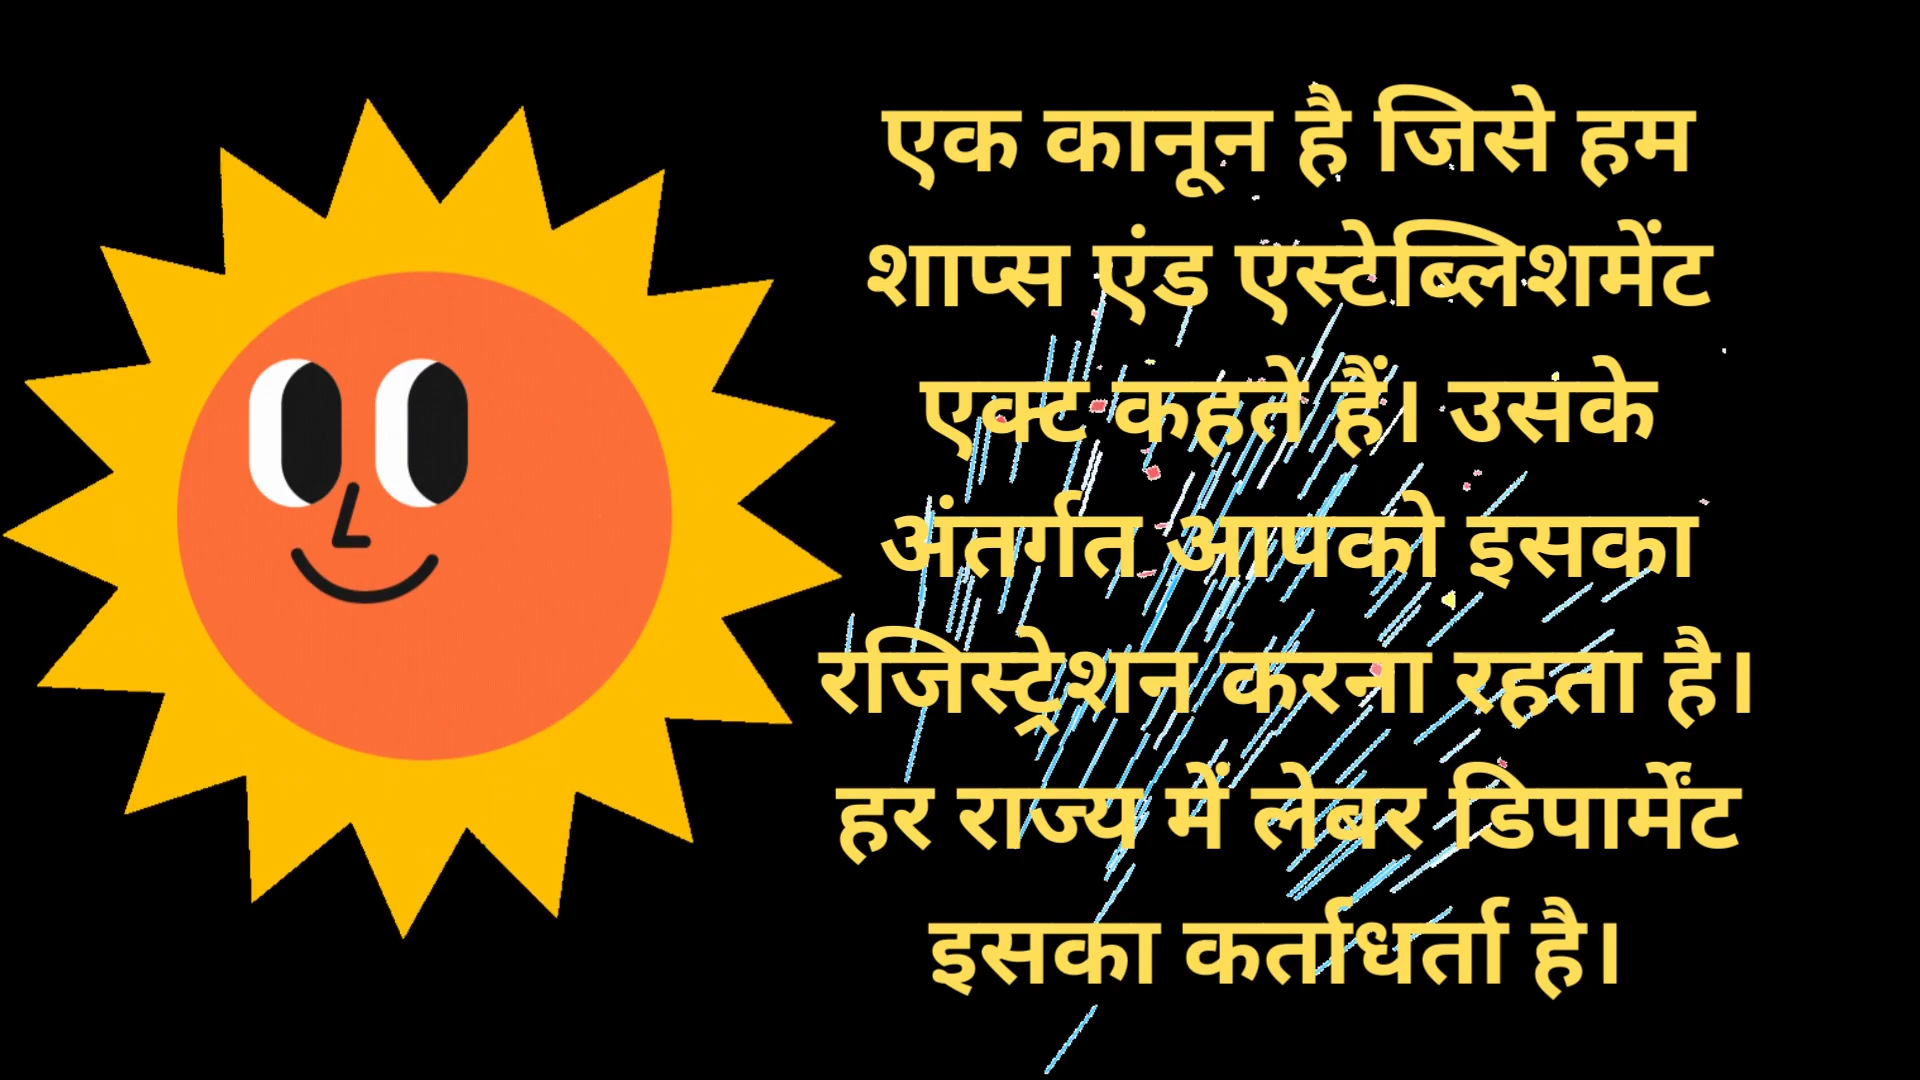 एक कानून है जिसे हम
शाप्स एंड एस्टेब्लिशमेंट
एक्ट कहते हैं। उसके
अंतर्गत आपको इसका
रजिस्ट्रेशन करना रहता है।
हर राज्य में लेबर डिपार्मेंट
इसका कर्ताधर्ता है।